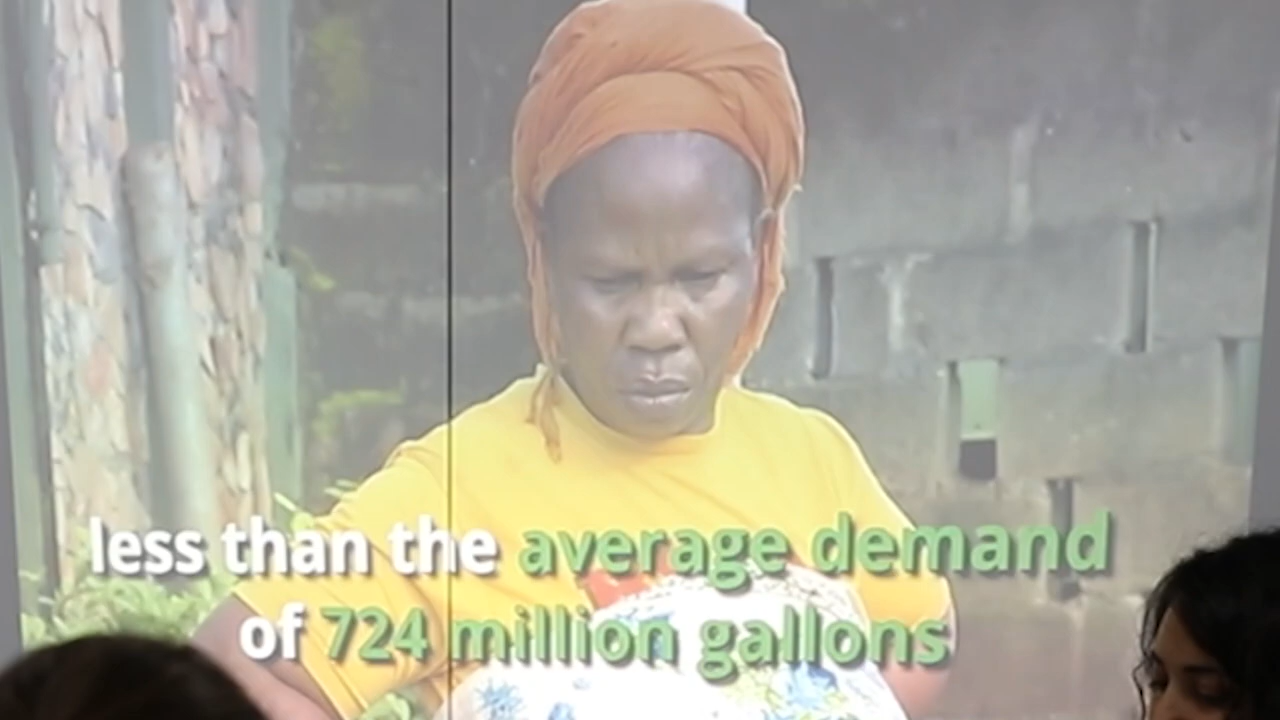 less than the average demand
of 724 million gallons